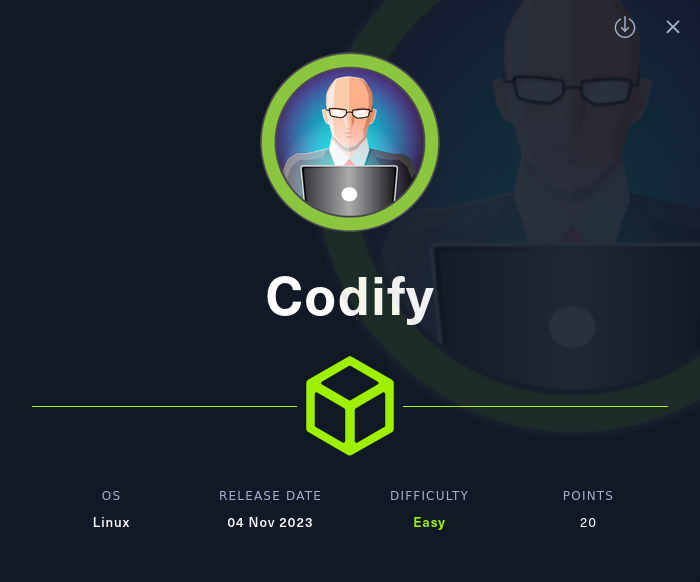 Codify
OS RELEASE DATE DIFFICULTY POINTS
Linux 04 Nov 2023 Easy 20